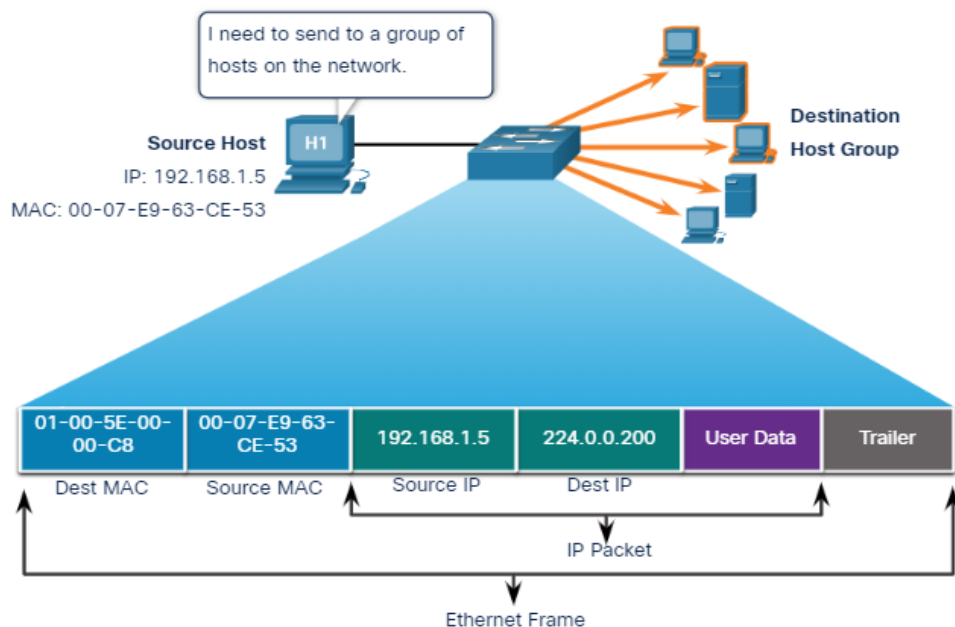 I need to send to a group of
hosts on the network.
H1
Source Host
IP: 192.168.1.5
MAC: 00-07-E9-63-CE-53
Destination
Host Group
01-00-5E-00-
00-C8
00-07-E9-63-
CE-53
192.168.1.5
224.0.0.200
User Data
Trailer
Dest MAC
Source MAC
Source IP
Dest IP
IP Packet
Ethernet Frame